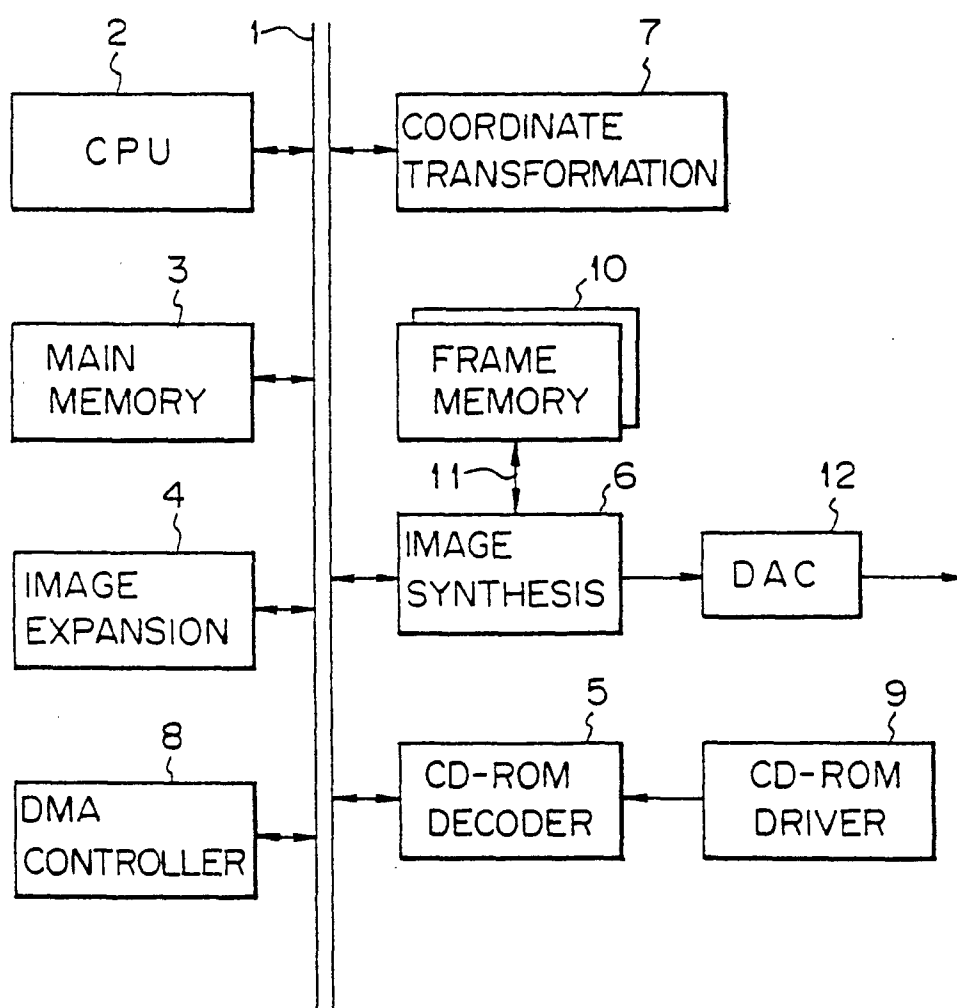 2
1
7
CPU
COORDINATE
TRANSFORMATION
3
10
MAIN
MEMORY
FRAME
MEMORY
11
4
6
12
IMAGE
EXPANSION
IMAGE
SYNTHESIS
DAC
8
5
9
DMA
CONTROLLER
CD-ROM
DECODER
CD-ROM
DRIVER